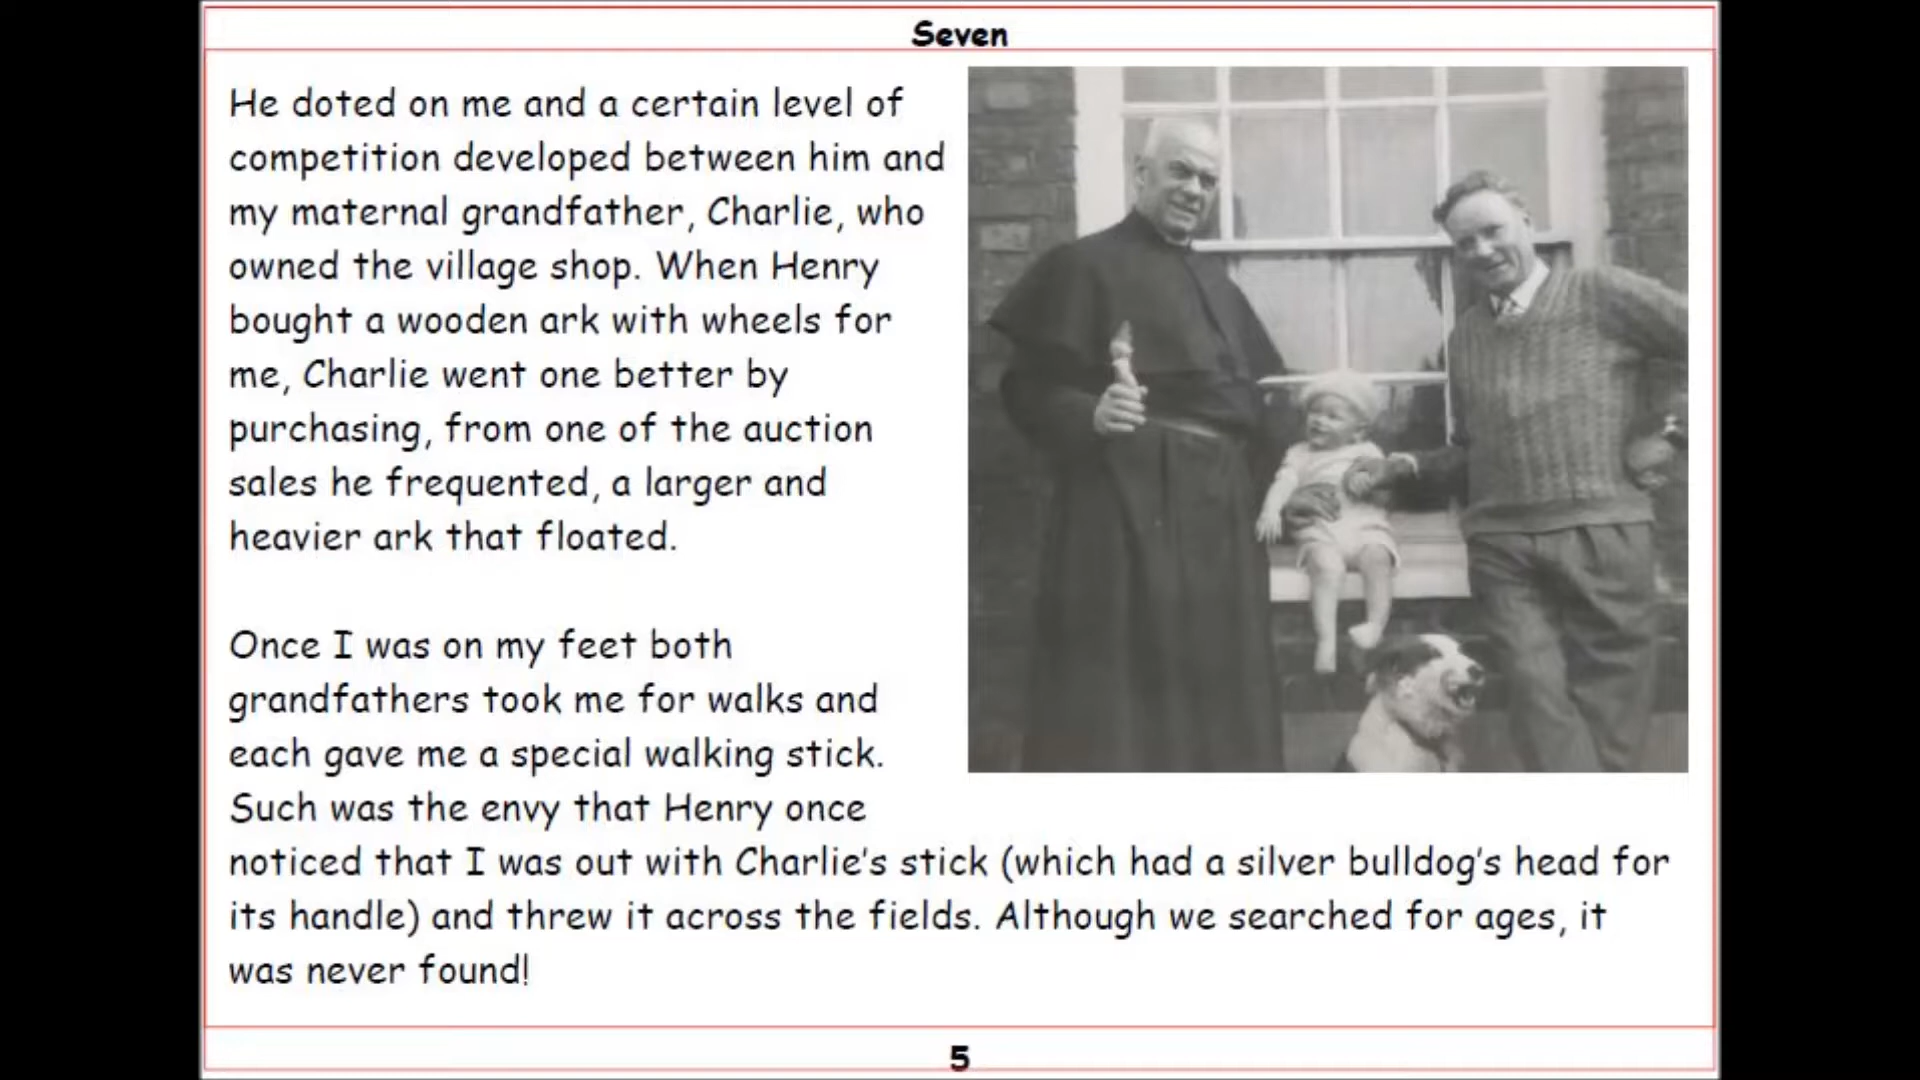 Seven
He doted on me and a certain level of
competition developed between him and
my maternal grandfather, Charlie, who
owned the village shop. When Henry
bought a wooden ark with wheels for
me, Charlie went one better by
purchasing, from one of the auction
sales he frequented, a larger and
heavier ark that floated.
Once I was on my feet both
grandfathers took me for walks and
each gave me a special walking stick.
Such was the envy that Henry once
noticed that I was out with Charlie's stick (which had a silver bulldog's head for
its handle) and threw it across the fields. Although we searched for ages, it
was never found!
5